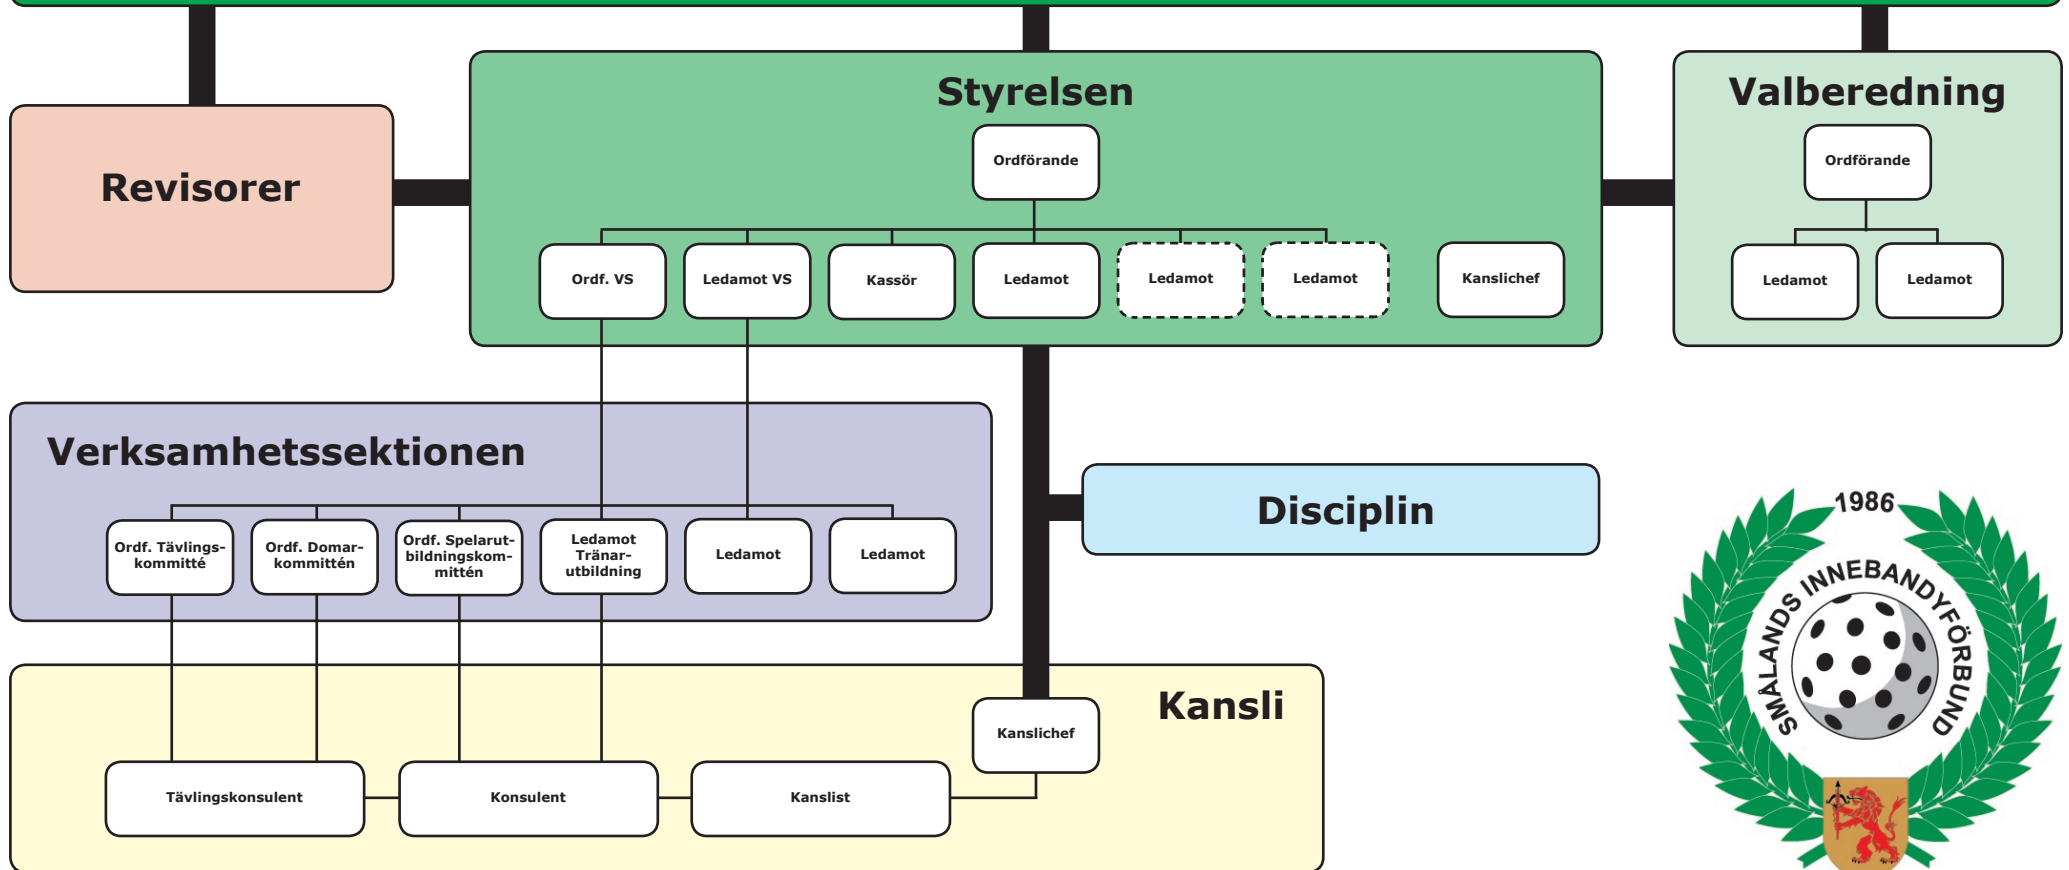 Styrelsen
Valberedning
Ordförande
Ordförande
Revisorer
Ordf. VS
Ledamot VS
Kassör
Ledamot
Ledamot
Ledamot
Kanslichef
Ledamot
Ledamot
Verksamhetssektionen
Disciplin
Ordf. Tävlings-
kommitté
Ordf. Domar-
kommittén
Ordf. Spelarut-
bildningskom-
mittén
Ledamot
Tränar-
utbildning
Ledamot
Ledamot
1986
SMÅLANDS INNEBANDYFÖRBUND
Kansli
Kanslichef
Tävlingskonsulent
Konsulent
Kanslist